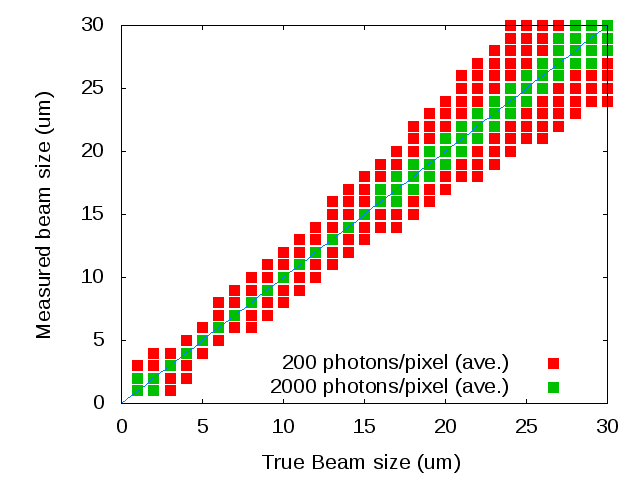 30
25
20
15
10
5
0
Measured beam size (um)
200 photons/pixel (ave.)
2000 photons/pixel (ave.)
0 5 10 15 20 25 30
True Beam size (um)